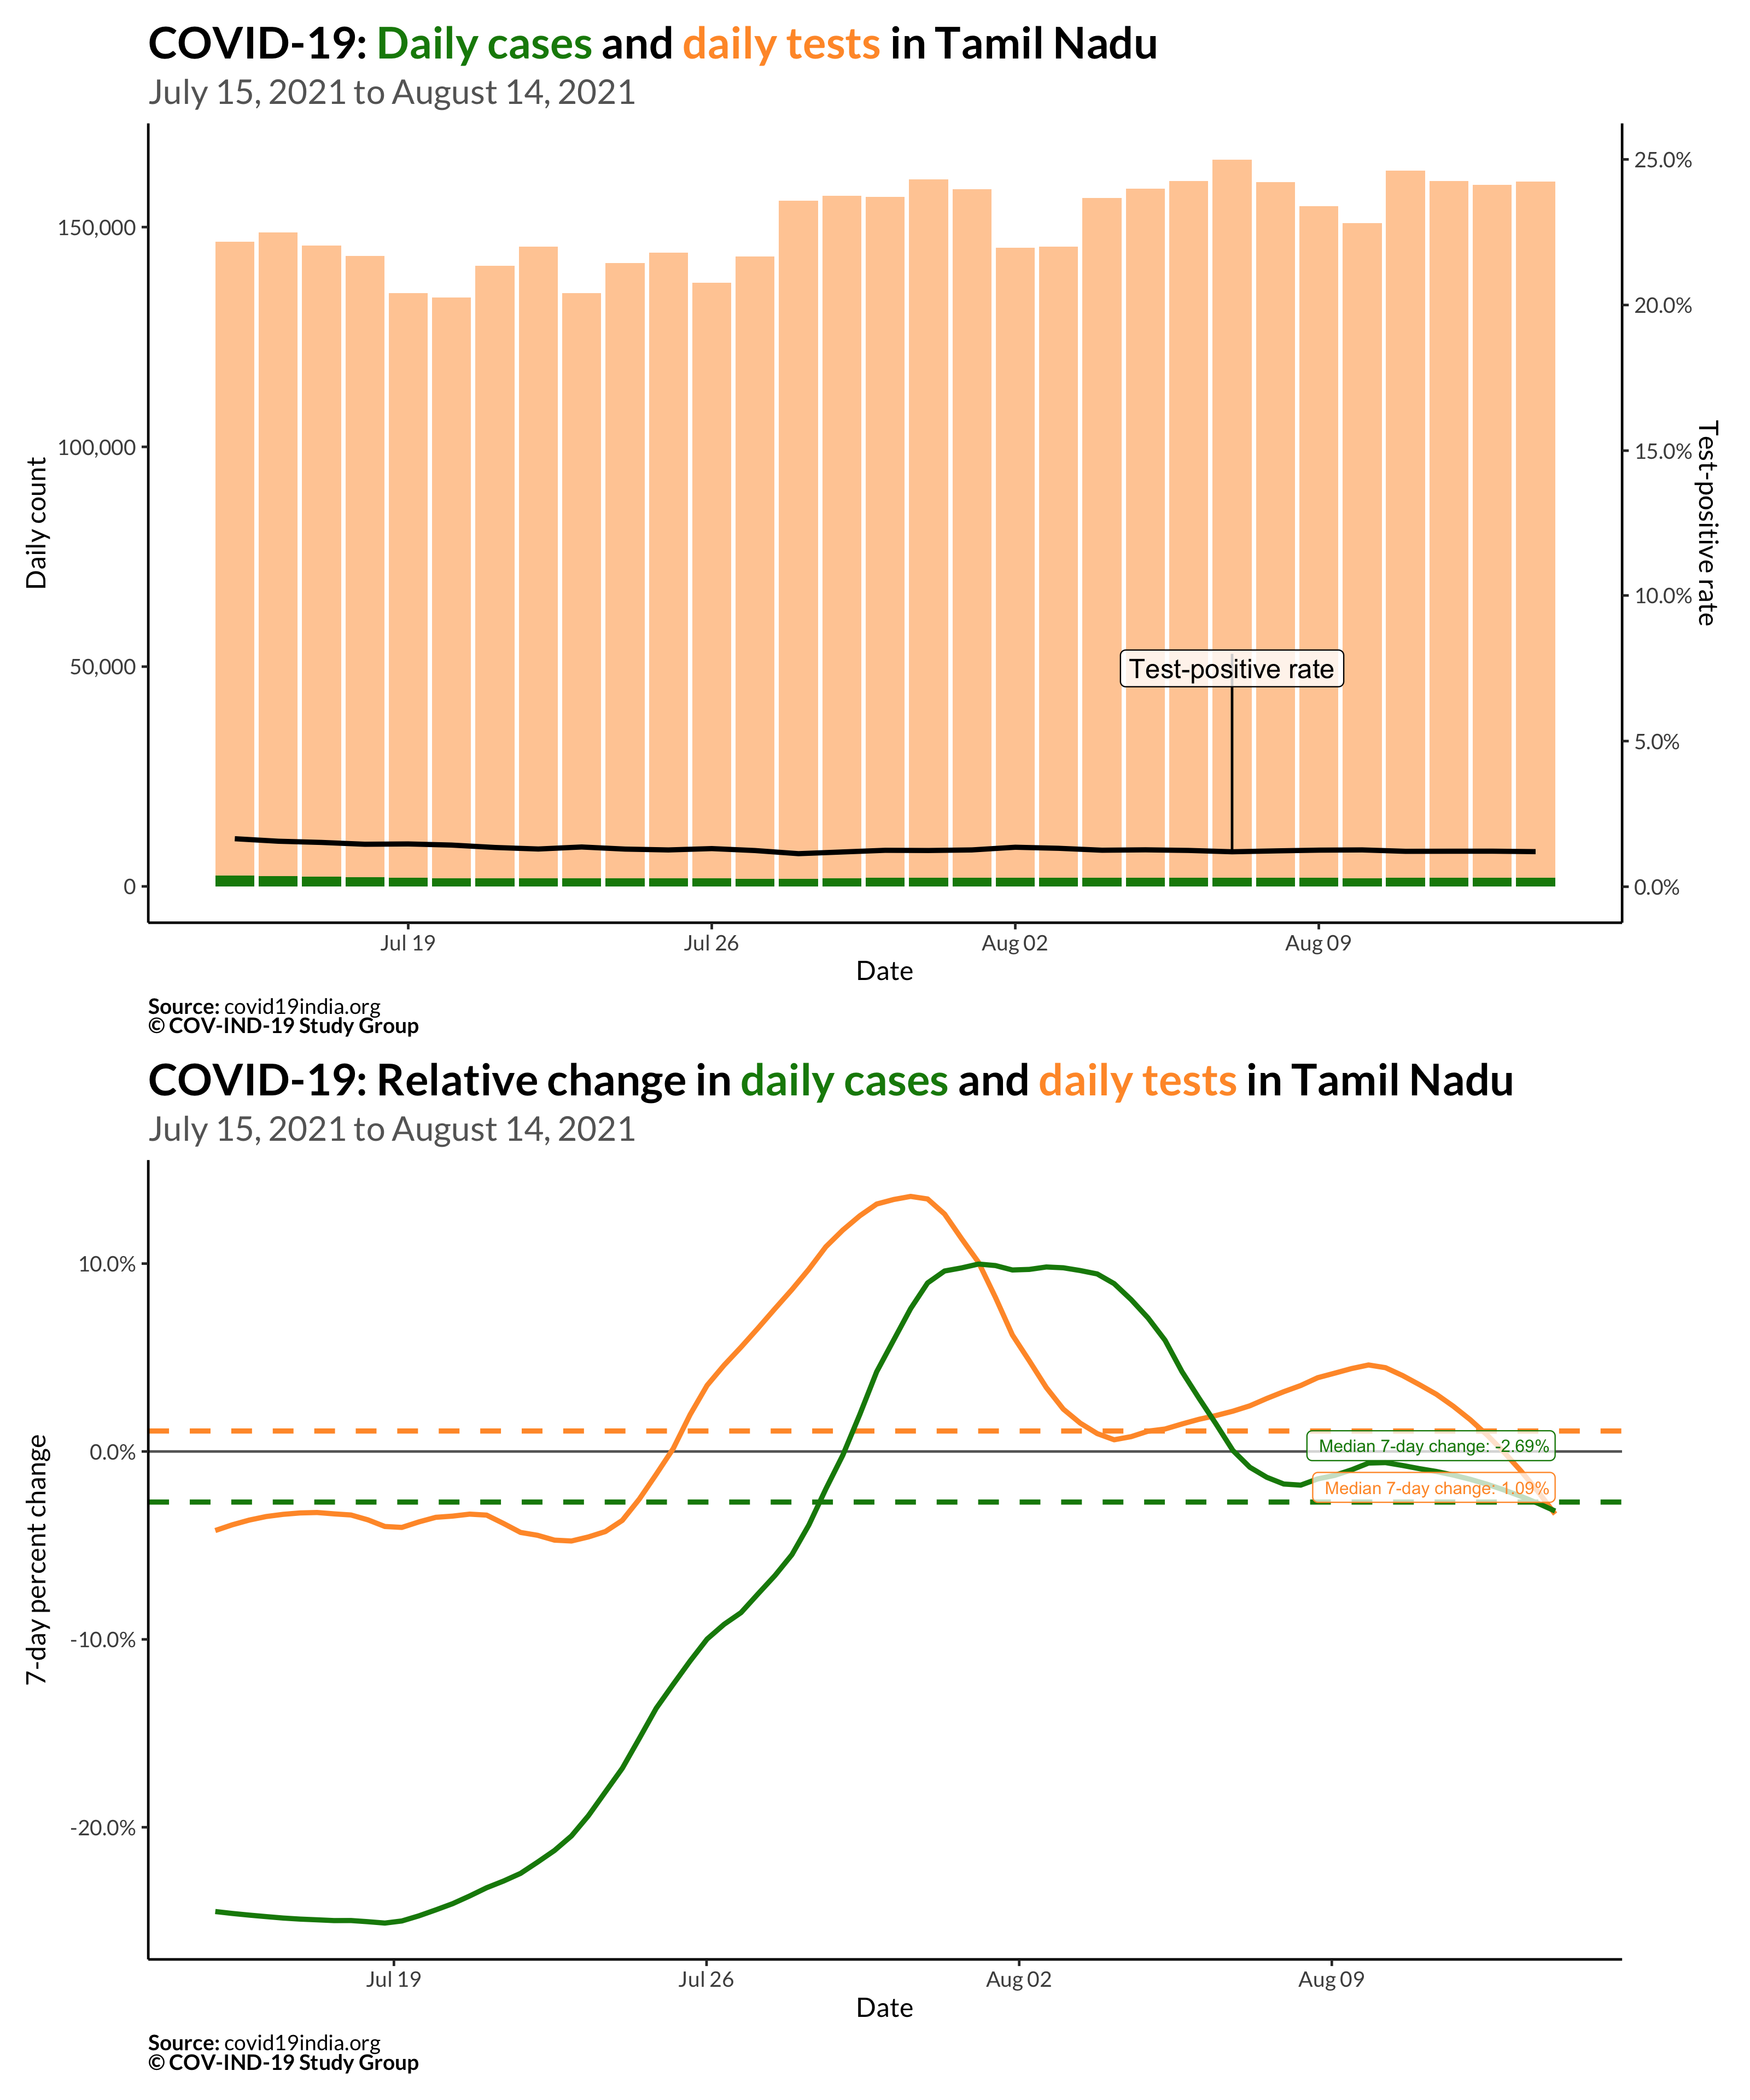 COVID-19: Daily cases and daily tests in Tamil Nadu
July 15, 2021 to August 14, 2021
Daily count
150,000
100,000
50,000
0
25.0%
20.0%
15.0%
10.0%
5.0%
0.0%
Test-positive rate
Test-positive rate
Jul 19
Jul 26
Aug 02
Aug 09
Date
Source: covid19india.org
© COV-IND-19 Study Group
COVID-19: Relative change in daily cases and daily tests in Tamil Nadu
July 15, 2021 to August 14, 2021
7-day percent change
10.0%
0.0%
-10.0%
-20.0%
Median 7-day change: -2.69%
Median 7-day change: 1.09%
Jul 19
Jul 26
Aug 02
Aug 09
Date
Source: covid19india.org
© COV-IND-19 Study Group